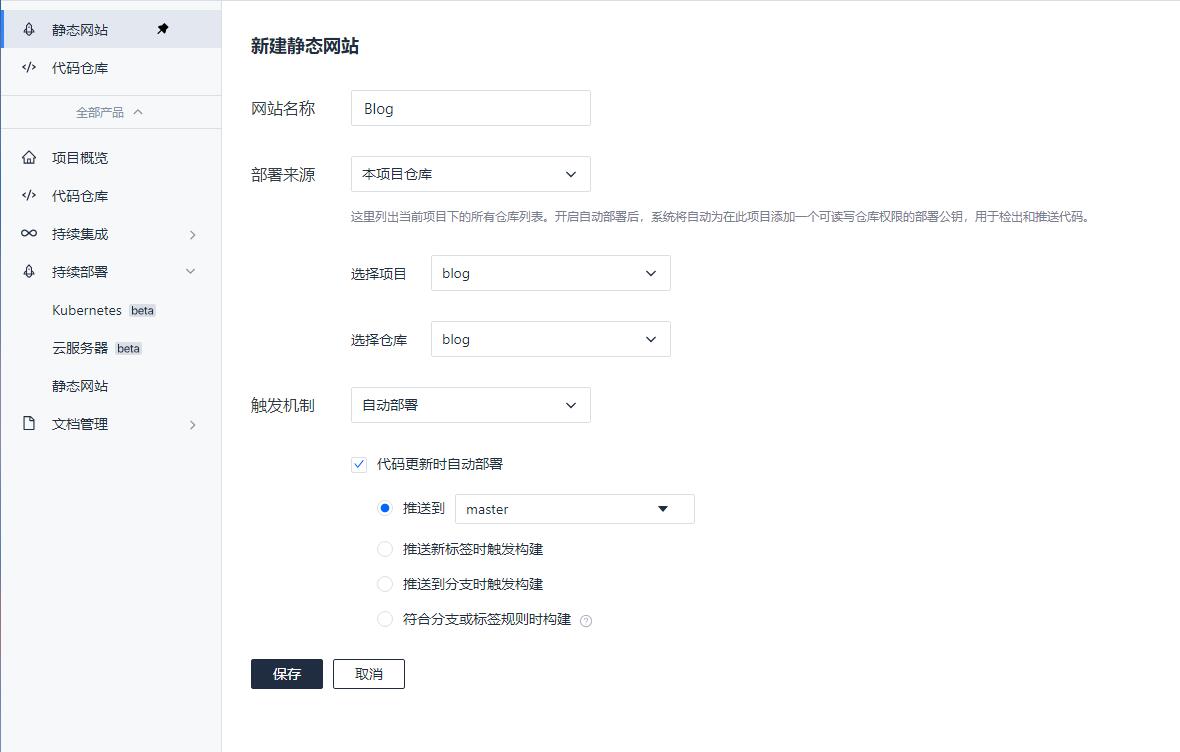 静态网站
代码仓库
全部产品
项目概览
代码仓库
持续集成
持续部署
Kubernetes beta
云服务器 beta
静态网站
文档管理
新建静态网站
网站名称 Blog
部署来源 本项目仓库
这里列出当前项目下的所有仓库列表。开启自动部署后，系统将自动为在此项目添加一个可读写仓库权限的部署公钥，用于检出和推送代码。
选择项目 blog
选择仓库 blog
触发机制 自动部署
代码更新时自动部署
推送到 master
推送新标签时触发构建
推送到分支时触发构建
符合分支或标签规则时构建 ?
保存 取消